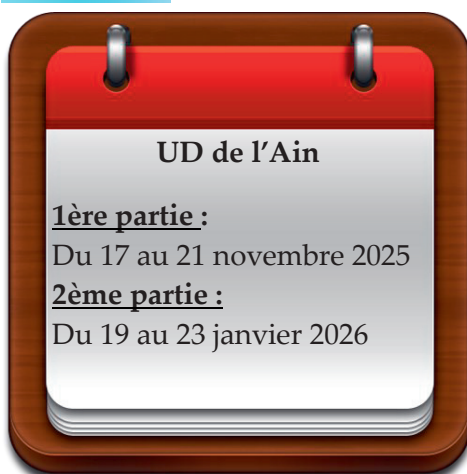 UD de l’Ain
1ère partie :
Du 17 au 21 novembre 2025
2ème partie :
Du 19 au 23 janvier 2026